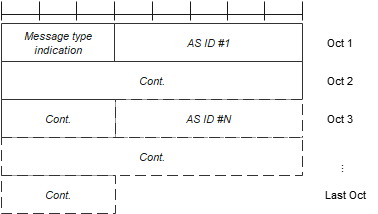 Message type indication
AS ID #1
Oct 1
Cont.
Oct 2
Cont.
AS ID #N
Oct 3
Cont.
...
Cont.
Last Oct